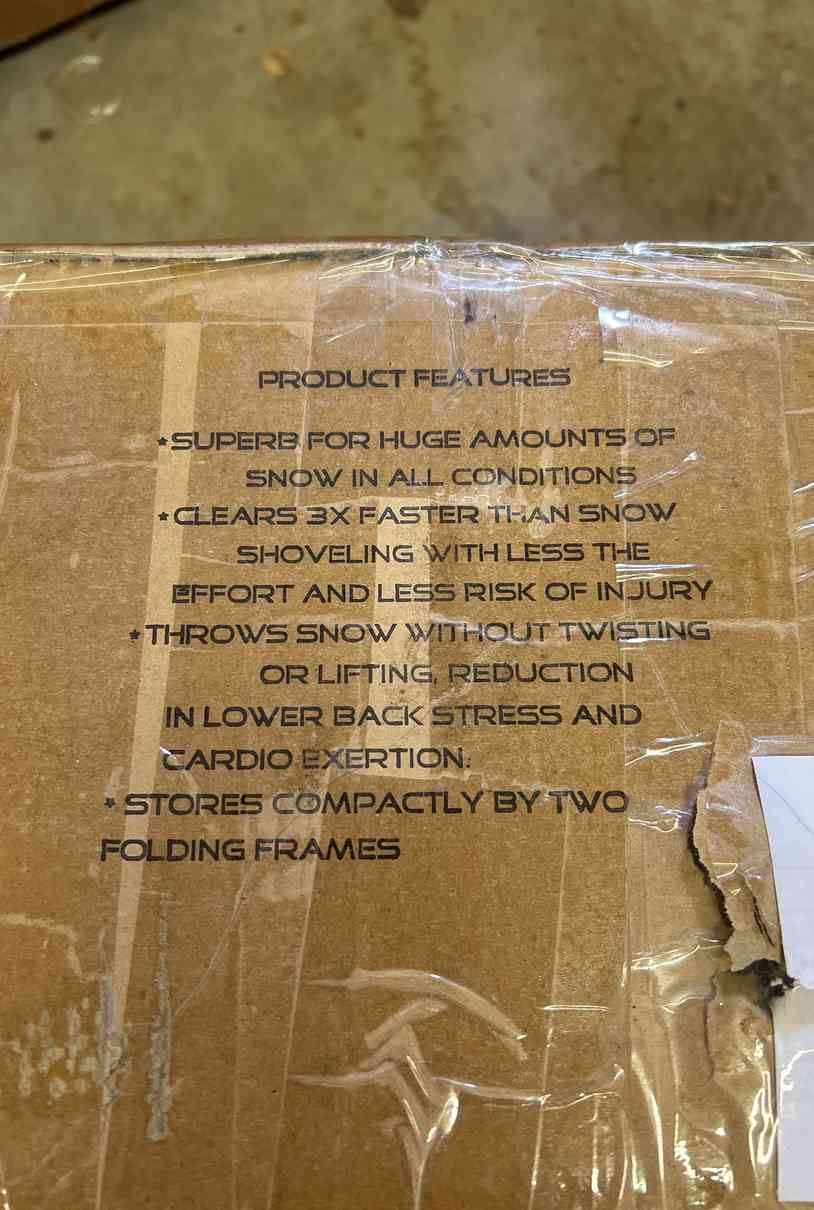 PRODUCT FEATURES
*SUPERB FOR HUGE AMOUNTS OF
SNOW IN ALL CONDITIONS
*CLEARS 3X FASTER THAN SNOW
SHOVELING WITH LESS THE
EFFORT AND LESS RISK OF INJURY
*THROWS SNOW WITHOUT TWISTING
OR LIFTING, REDUCTION
IN LOWER BACK STRESS AND
CARDIO EXERTION.
*STORES COMPACTLY BY TWO
FOLDING FRAMES